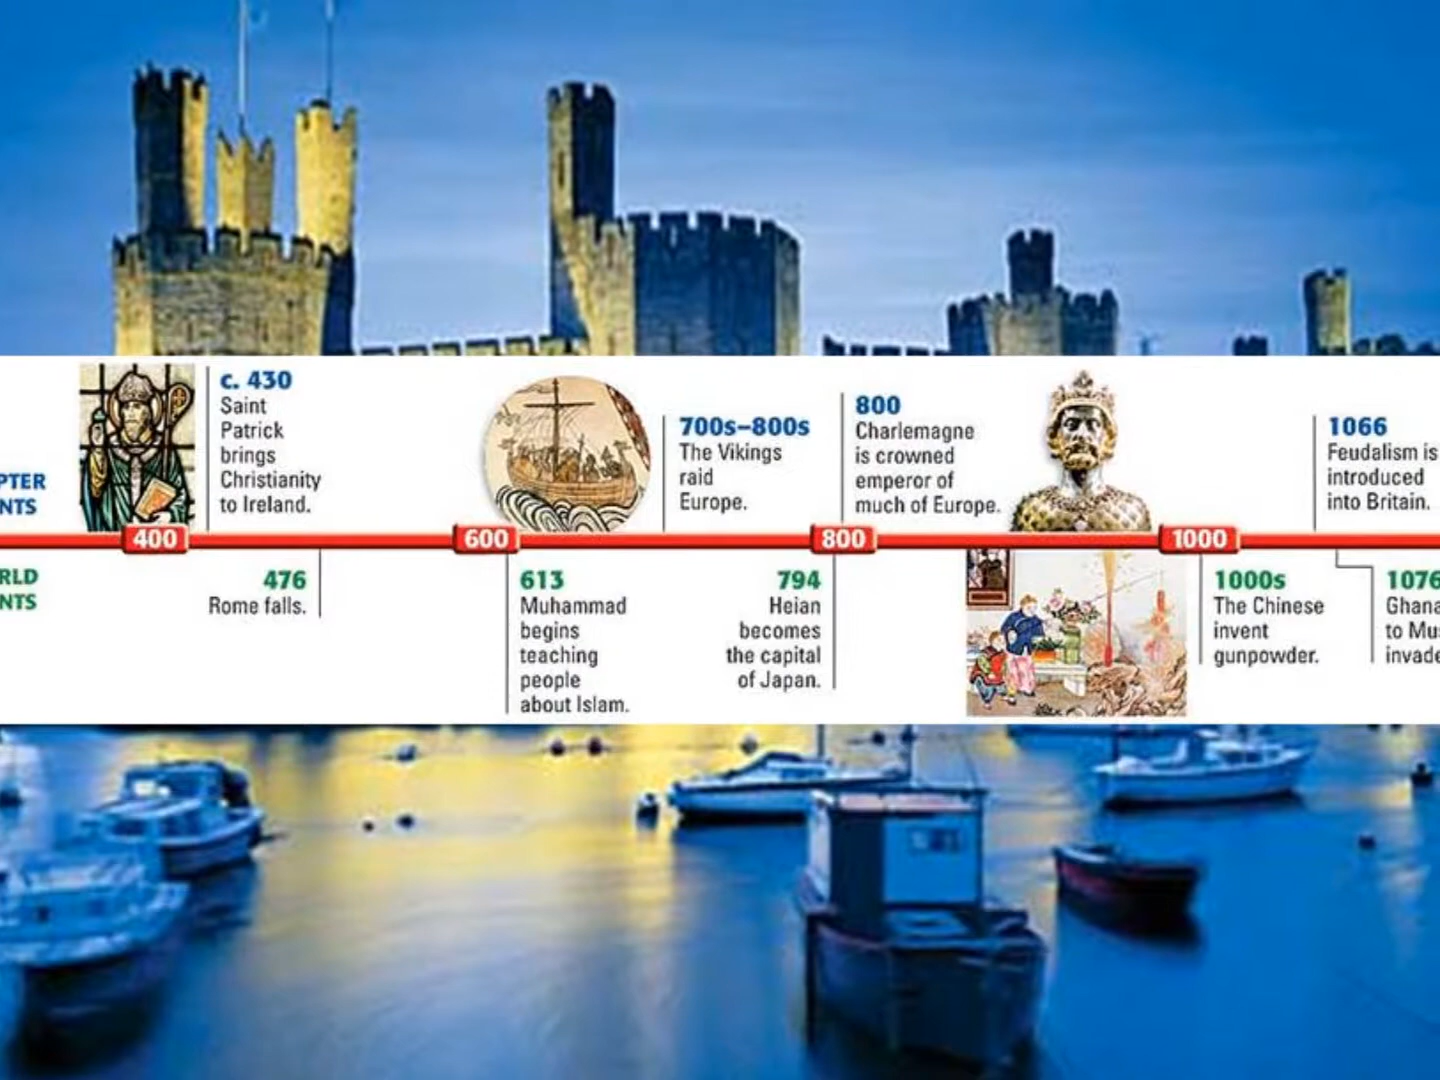 c. 430
Saint
Patrick
brings
Christianity
to Ireland.
700s–800s
The Vikings
raid
Europe.
800
Charlemagne
is crowned
emperor of
much of Europe.
1066
Feudalism is
introduced
into Britain.
PTER
NTS
400
600
800
1000
RLD
NTS
476
Rome falls.
613
Muhammad
begins
teaching
people
about Islam.
794
Heian
becomes
the capital
of Japan.
1000s
The Chinese
invent
gunpowder.
1076
Ghana
to Mus
invade